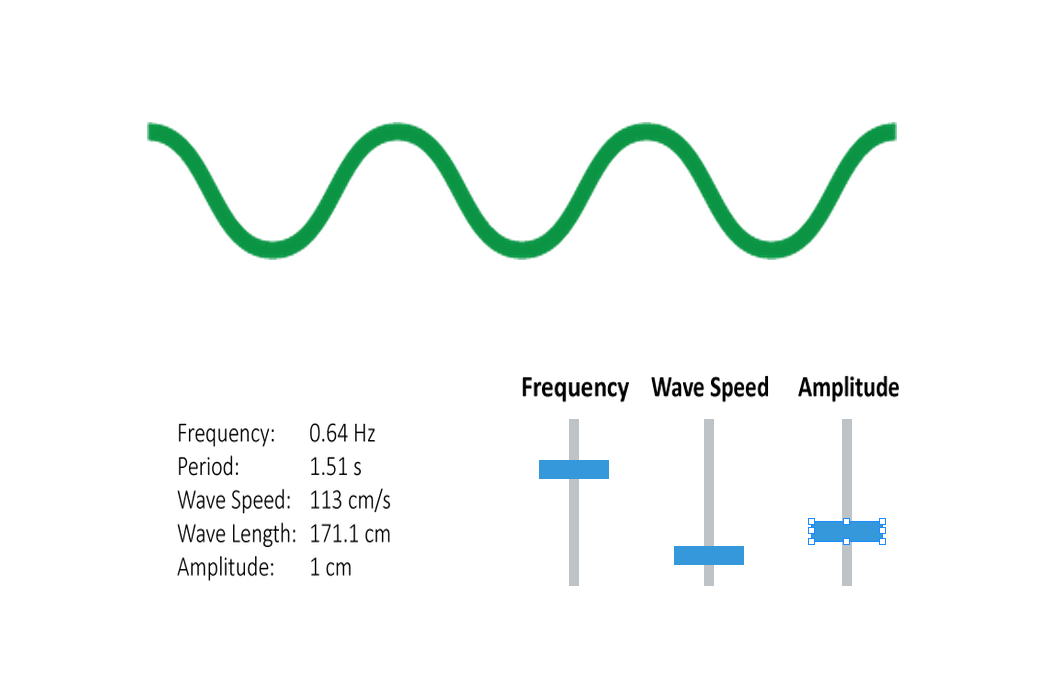 Frequency Wave Speed Amplitude
Frequency: 0.64 Hz
Period: 1.51 s
Wave Speed: 113 cm/s
Wave Length: 171.1 cm
Amplitude: 1 cm